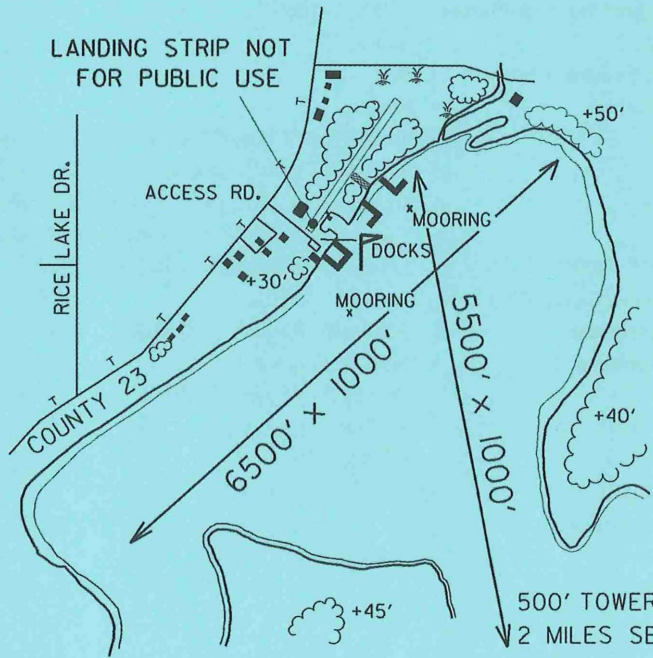 LANDING STRIP NOT
FOR PUBLIC USE
+50'
RICE LAKE DR.
ACCESS RD.
T
T
T
T
T
T
T
MOORING
DOCKS
+30'
MOORING
5500' X 1000'
6500' X 1000'
COUNTY 23
+40'
+45'
500' TOWER
2 MILES SE